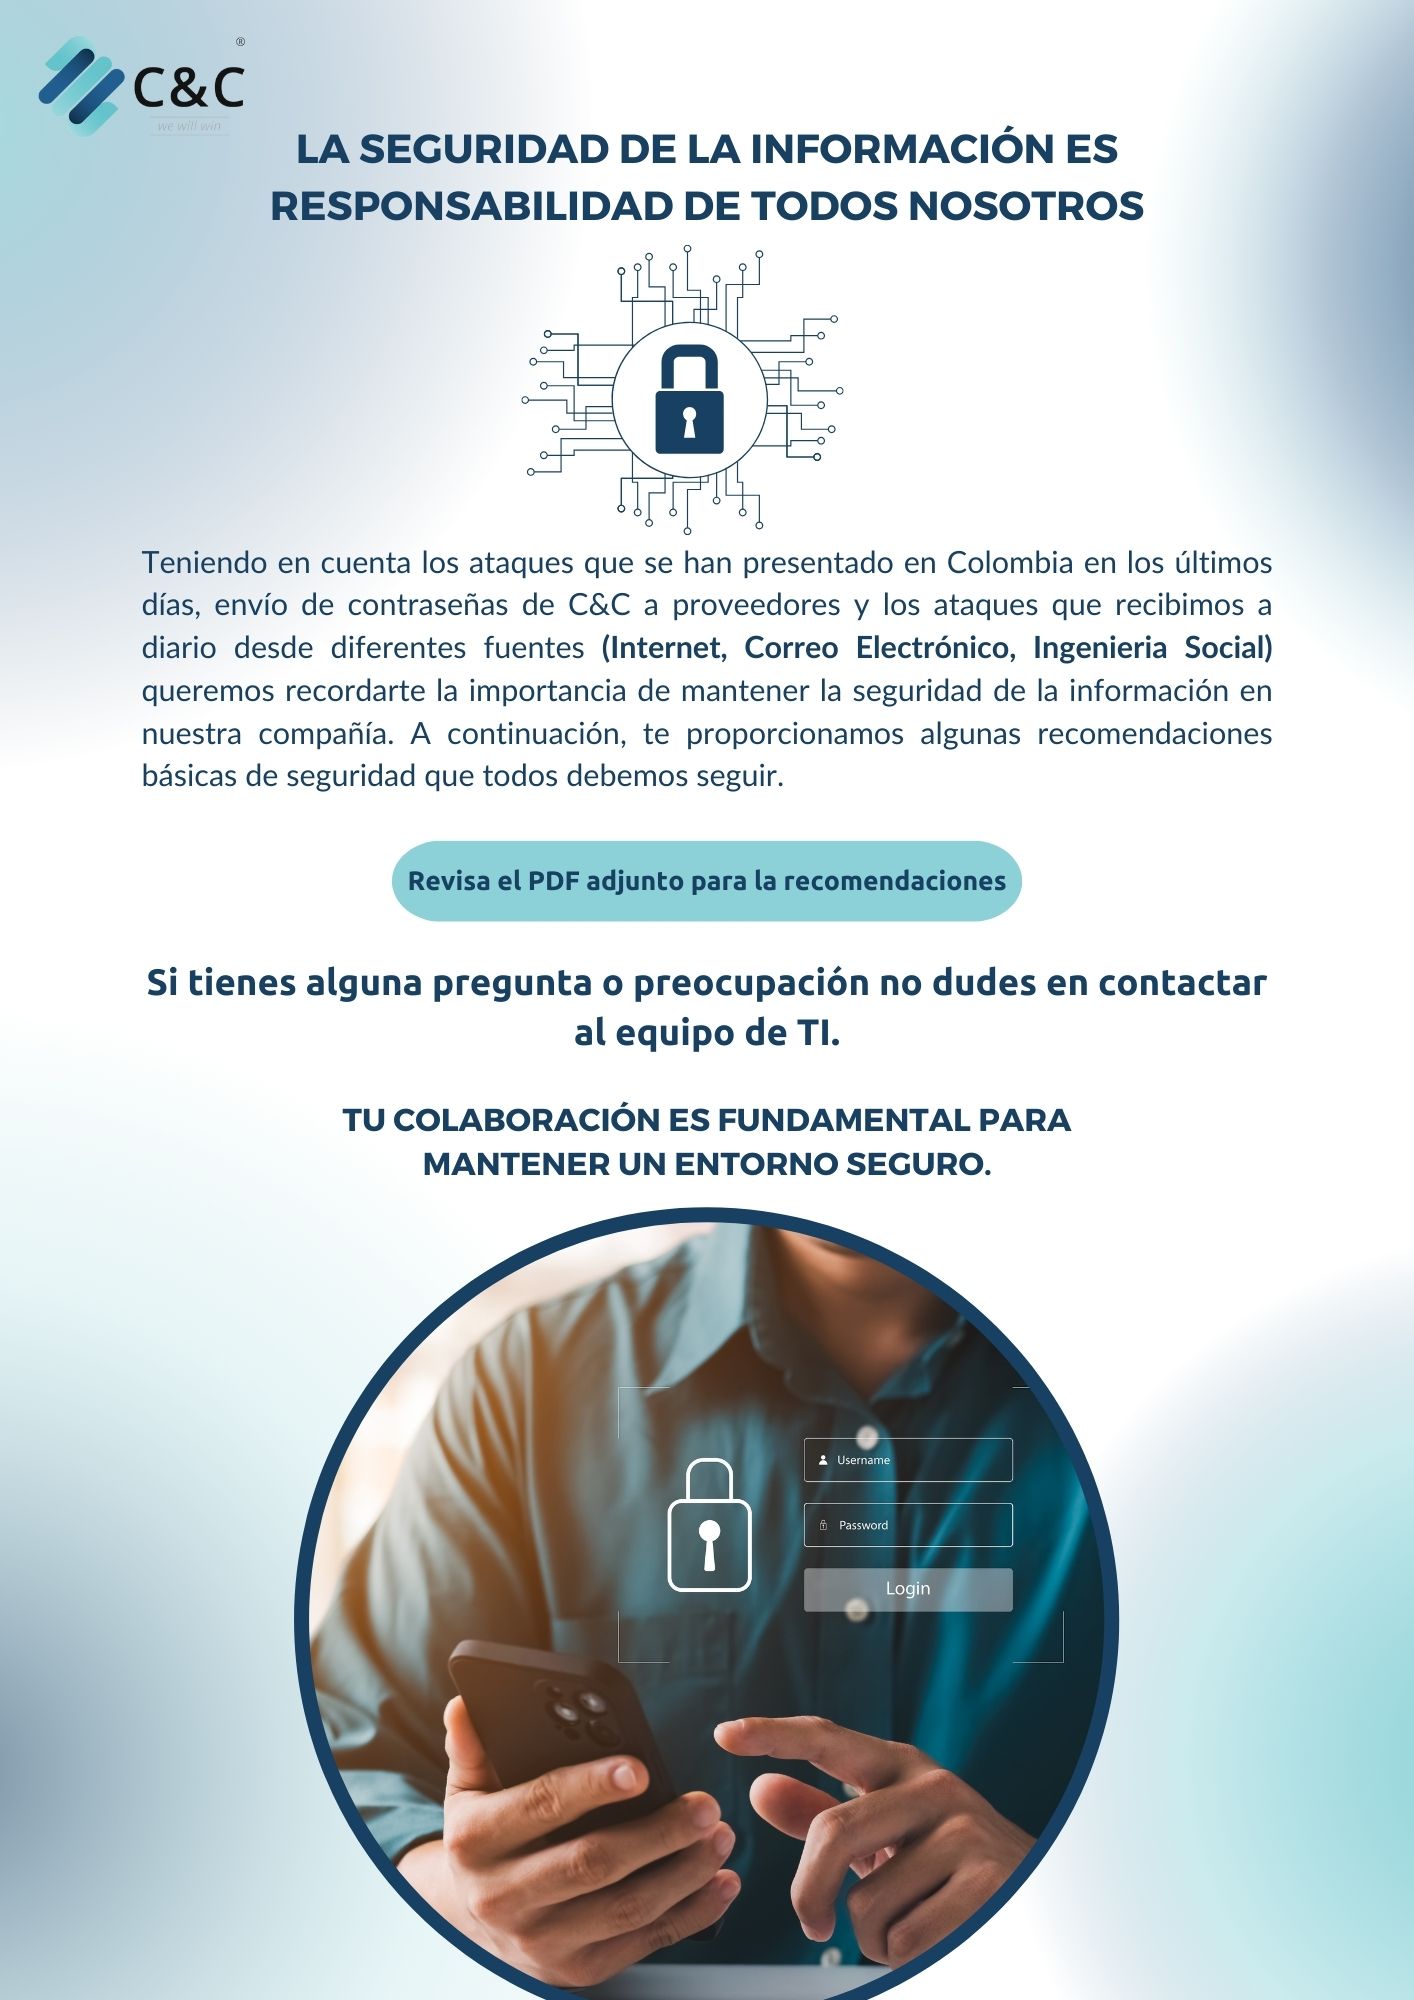 ®
C&C
we will win
LA SEGURIDAD DE LA INFORMACIÓN ES
RESPONSABILIDAD DE TODOS NOSOTROS
Teniendo en cuenta los ataques que se han presentado en Colombia en los últimos
días, envío de contraseñas de C&C a proveedores y los ataques que recibimos a
diario desde diferentes fuentes (Internet, Correo Electrónico, Ingenieria Social)
queremos recordarte la importancia de mantener la seguridad de la información en
nuestra compañía. A continuación, te proporcionamos algunas recomendaciones
básicas de seguridad que todos debemos seguir.
Revisa el PDF adjunto para la recomendaciones
Si tienes alguna pregunta o preocupación no dudes en contactar
al equipo de TI.
TU COLABORACIÓN ES FUNDAMENTAL PARA
MANTENER UN ENTORNO SEGURO.
Username
Password
Login